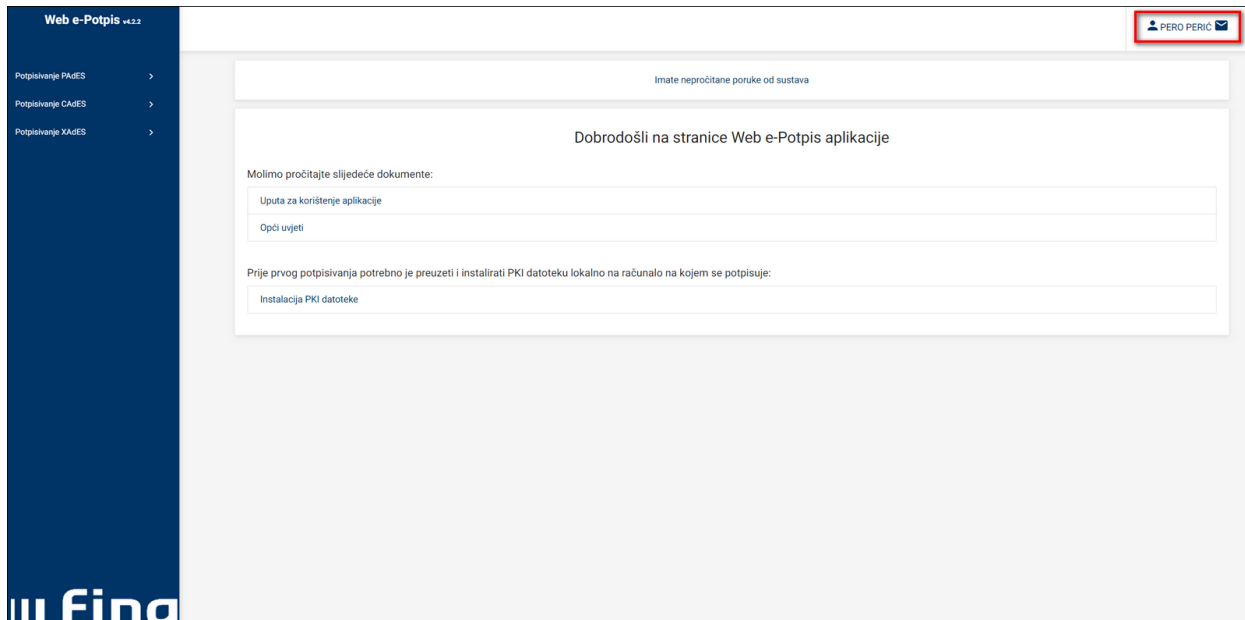 Web e-Potpis v4.2.2
PERO PERIĆ
Potpisivanje PAdES
Potpisivanje CAdES
Potpisivanje XAdES
Imate nepročitane poruke od sustava
Dobrodošli na stranice Web e-Potpis aplikacije
Molimo pročitajte slijedeće dokumente:
Uputa za korištenje aplikacije
Opći uvjeti
Prije prvog potpisivanja potrebno je preuzeti i instalirati PKI datoteku lokalno na računalo na kojem se potpisuje:
Instalacija PKI datoteke
Fina